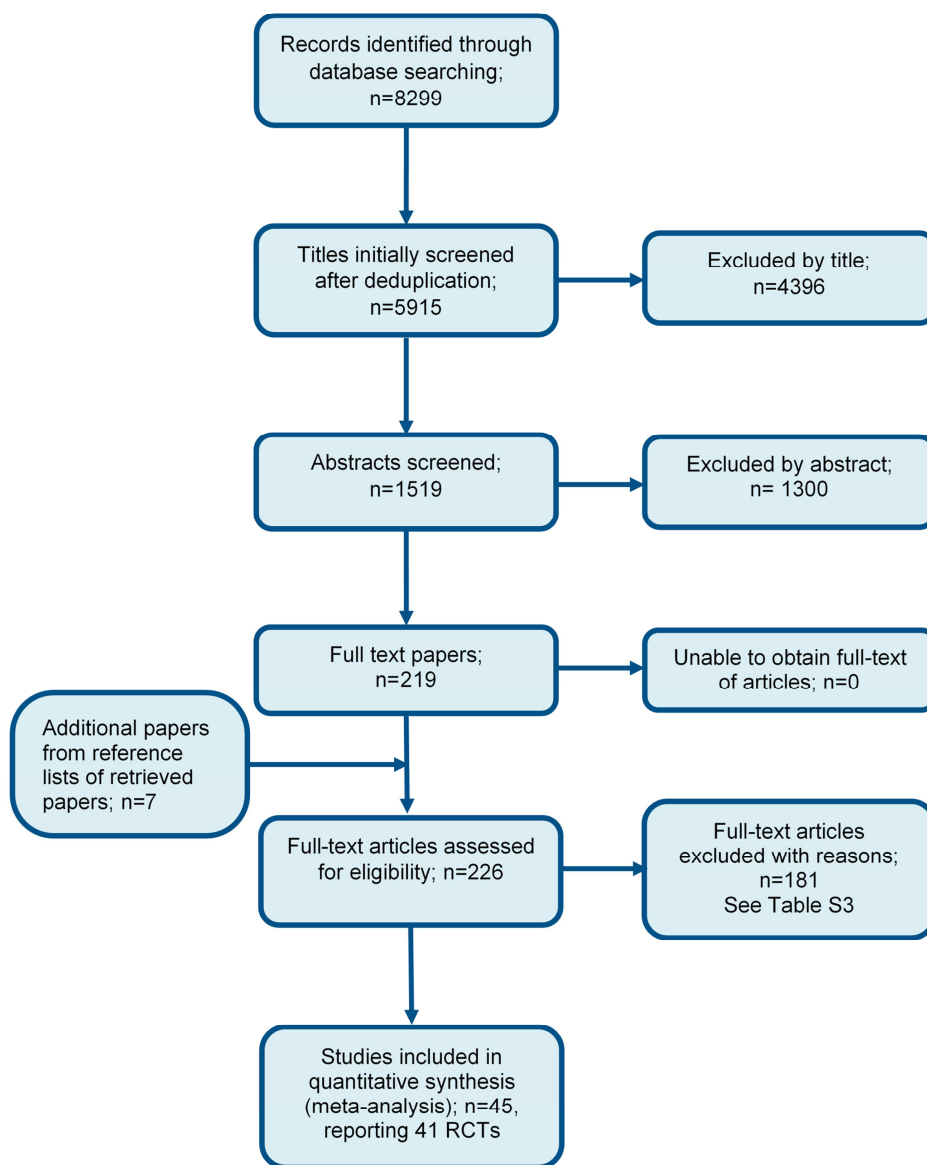 Records identified through
database searching;
n=8299
Titles initially screened
after deduplication;
n=5915
Excluded by title;
n=4396
Abstracts screened;
n=1519
Excluded by abstract;
n= 1300
Full text papers;
n=219
Unable to obtain full-text
of articles; n=0
Additional papers
from reference
lists of retrieved
papers; n=7
Full-text articles assessed
for eligibility; n=226
Full-text articles
excluded with reasons;
n=181
See Table S3
Studies included in
quantitative synthesis
(meta-analysis); n=45,
reporting 41 RCTs